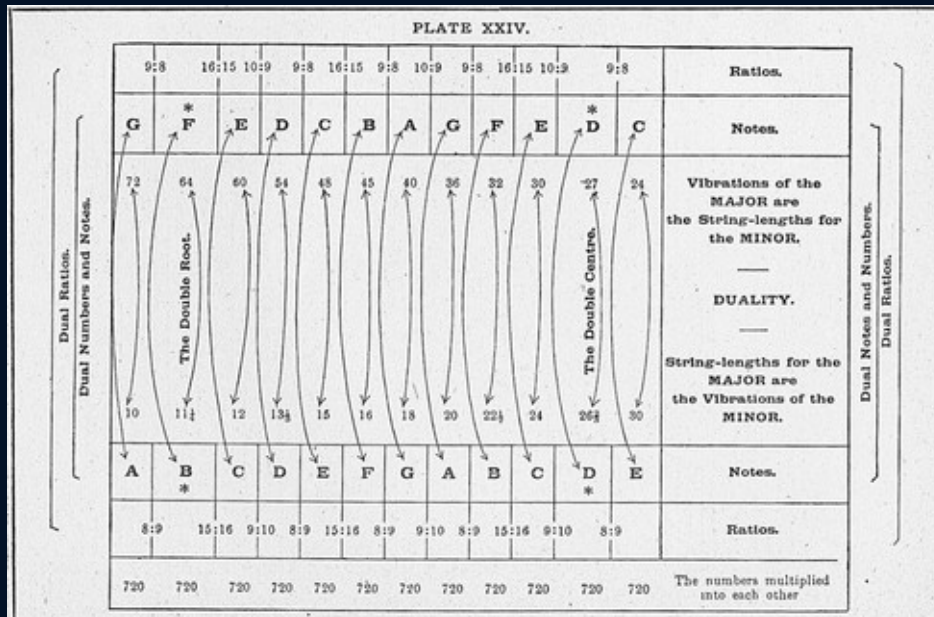 PLATE XXIV.
9:8 16:15 10:9 9:8 16:15 9:8 10:9 9:8 16:15 10:9 9:8 Ratios.
* *
G F E D C B A G F E D C Notes.
72 64 60 54 48 45 40 36 32 30 27 24
Vibrations of the
MAJOR are
the String-lengths for
the MINOR.
DUALITY.
String-lengths for the
MAJOR are
the Vibrations of the
MINOR.
Dual Ratios.
Dual Numbers and Notes.
The Double Root.
The Double Centre.
Dual Notes and Numbers.
Dual Ratios.
10 11¼ 12 13⅓ 15 16 18 20 22½ 24 26⅔ 30
A B C D E F G A B C D E Notes.
* *
8:9 15:16 9:10 8:9 15:16 8:9 9:10 8:9 15:16 9:10 8:9 Ratios.
720 720 720 720 720 720 720 720 720 720 720 720
The numbers multiplied
into each other